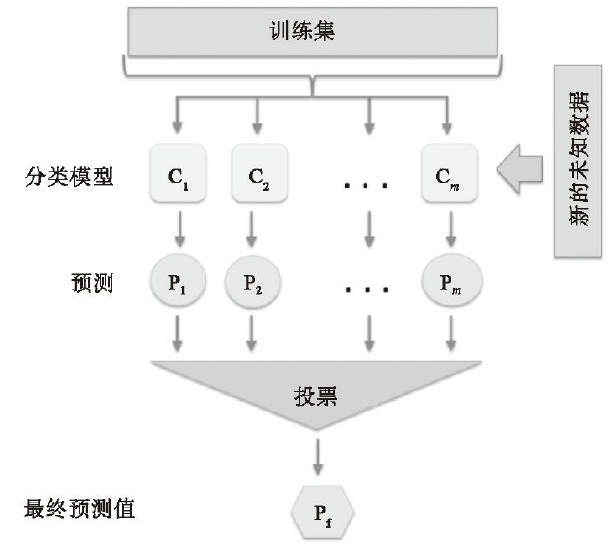 训练集
新的未知数据
分类模型 C1 C2 ... Cm
预测 P1 P2 ... Pm
投票
最终预测值 Pf